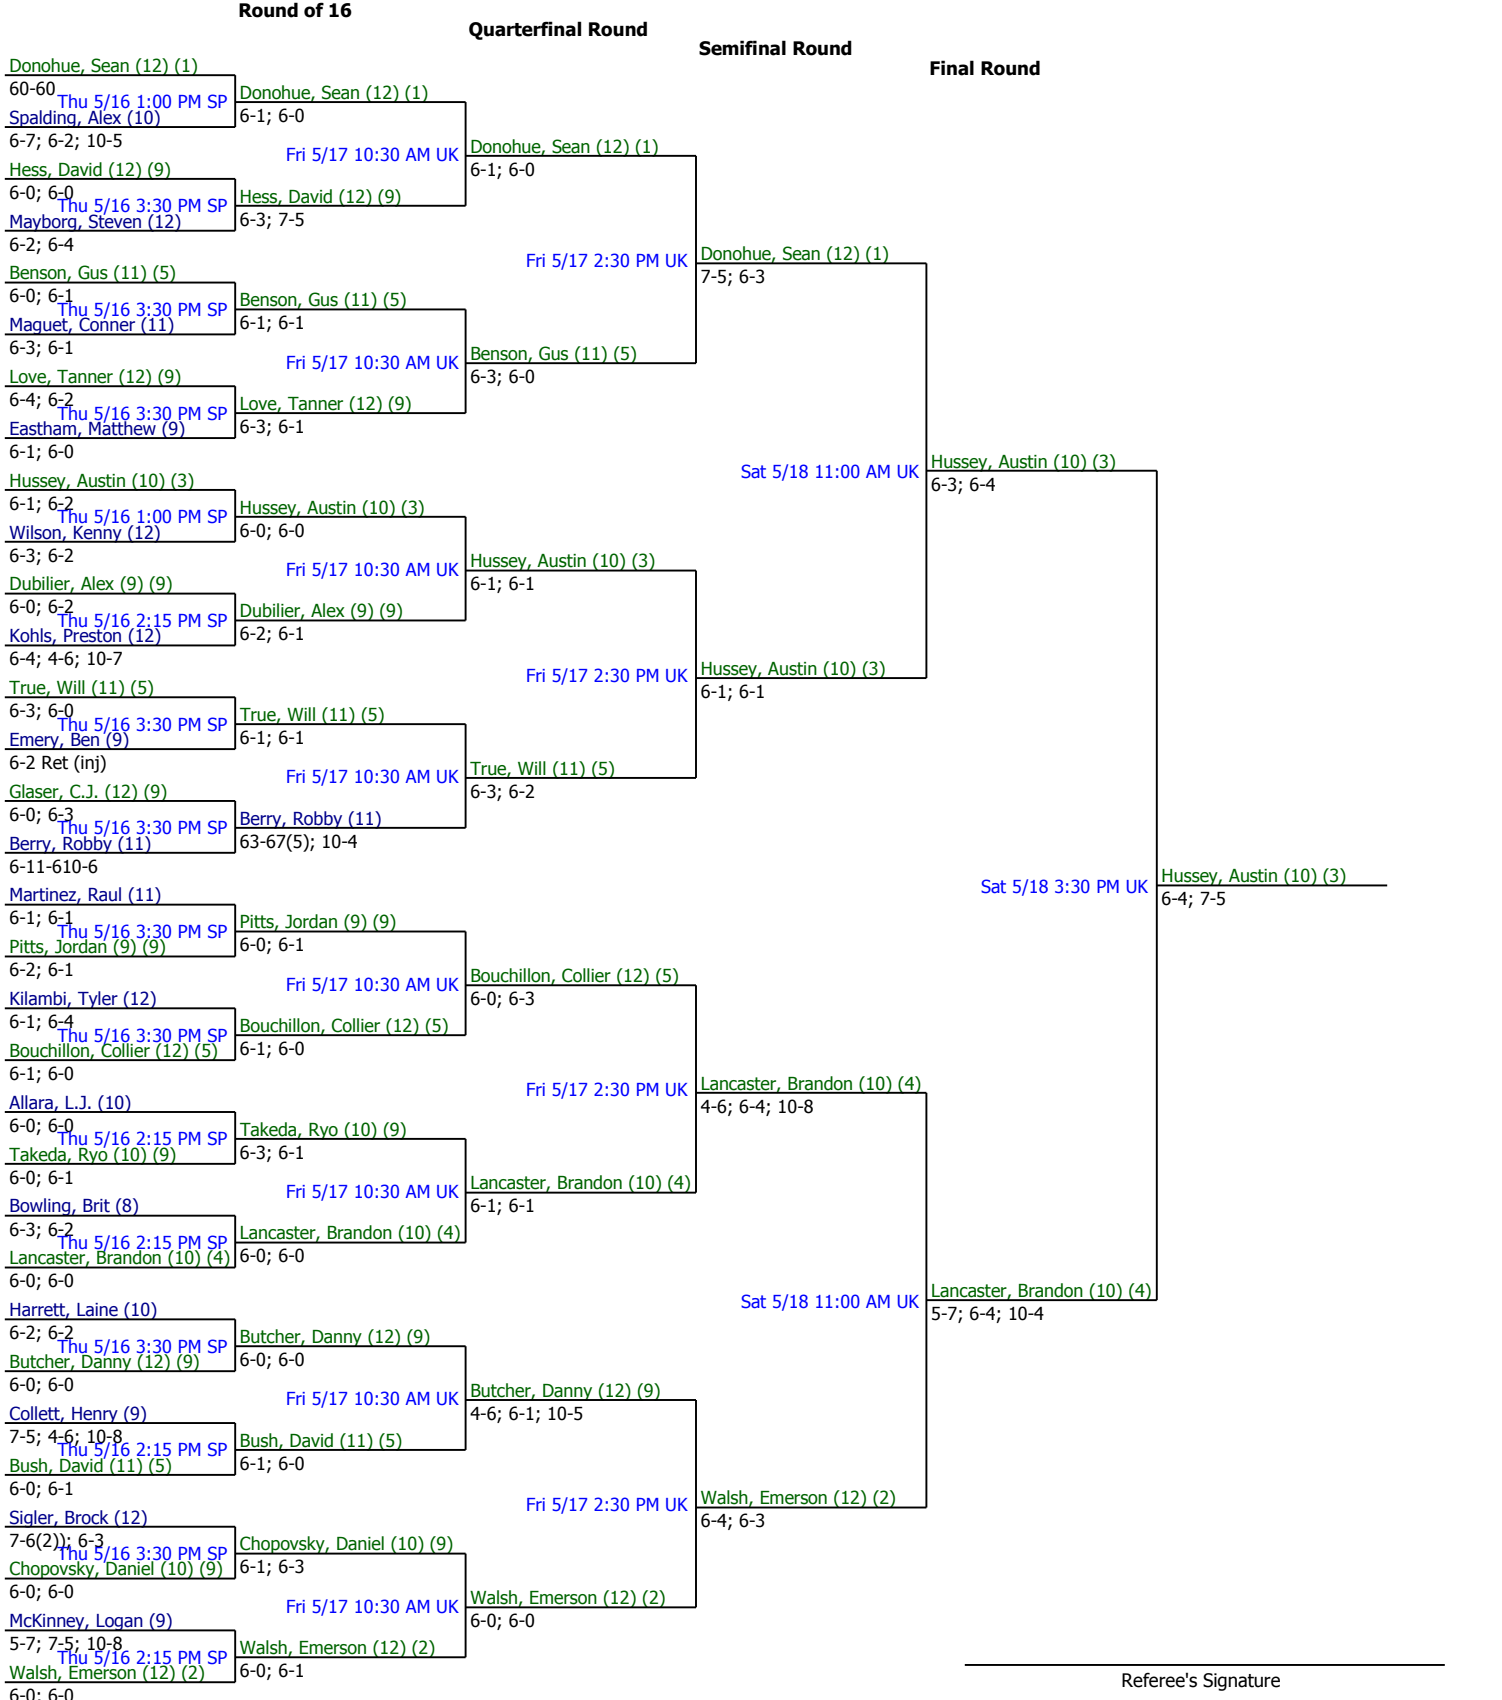 Round of 16
Quarterfinal Round
Semifinal Round
Final Round
Donohue, Sean (12) (1)
60-60
Thu 5/16 1:00 PM SP
Spalding, Alex (10)
6-7; 6-2; 10-5
Hess, David (12) (9)
6-0; 6-0
Thu 5/16 3:30 PM SP
Mayborg, Steven (12)
6-2; 6-4
Benson, Gus (11) (5)
6-0; 6-1
Thu 5/16 3:30 PM SP
Maguet, Conner (11)
6-3; 6-1
Love, Tanner (12) (9)
6-4; 6-2
Thu 5/16 3:30 PM SP
Eastham, Matthew (9)
6-1; 6-0
Hussey, Austin (10) (3)
6-1; 6-2
Thu 5/16 1:00 PM SP
Wilson, Kenny (12)
6-3; 6-2
Dubilier, Alex (9) (9)
6-0; 6-2
Thu 5/16 2:15 PM SP
Kohls, Preston (12)
6-4; 4-6; 10-7
True, Will (11) (5)
6-3; 6-0
Thu 5/16 3:30 PM SP
Emery, Ben (9)
6-2 Ret (inj)
Glaser, C.J. (12) (9)
6-0; 6-3
Thu 5/16 3:30 PM SP
Berry, Robby (11)
6-11-610-6
Martinez, Raul (11)
6-1; 6-1
Thu 5/16 3:30 PM SP
Pitts, Jordan (9) (9)
6-2; 6-1
Kilambi, Tyler (12)
6-1; 6-4
Thu 5/16 3:30 PM SP
Bouchillon, Collier (12) (5)
6-1; 6-0
Allara, L.J. (10)
6-0; 6-0
Thu 5/16 2:15 PM SP
Takeda, Ryo (10) (9)
6-0; 6-1
Bowling, Brit (8)
6-3; 6-2
Thu 5/16 2:15 PM SP
Lancaster, Brandon (10) (4)
6-0; 6-0
Harrett, Laine (10)
6-2; 6-2
Thu 5/16 3:30 PM SP
Butcher, Danny (12) (9)
6-0; 6-0
Collett, Henry (9)
7-5; 4-6; 10-8
Thu 5/16 2:15 PM SP
Bush, David (11) (5)
6-0; 6-1
Sigler, Brock (12)
7-6(2)); 6-3
Thu 5/16 3:30 PM SP
Chopovsky, Daniel (10) (9)
6-0; 6-0
McKinney, Logan (9)
5-7; 7-5; 10-8
Thu 5/16 2:15 PM SP
Walsh, Emerson (12) (2)
6-0; 6-0
Donohue, Sean (12) (1)
6-1; 6-0
Fri 5/17 10:30 AM UK
Hess, David (12) (9)
6-3; 7-5
Benson, Gus (11) (5)
6-1; 6-1
Fri 5/17 10:30 AM UK
Love, Tanner (12) (9)
6-3; 6-1
Hussey, Austin (10) (3)
6-0; 6-0
Fri 5/17 10:30 AM UK
Dubilier, Alex (9) (9)
6-2; 6-1
True, Will (11) (5)
6-1; 6-1
Fri 5/17 10:30 AM UK
Berry, Robby (11)
63-67(5); 10-4
Pitts, Jordan (9) (9)
6-0; 6-1
Fri 5/17 10:30 AM UK
Bouchillon, Collier (12) (5)
6-1; 6-0
Takeda, Ryo (10) (9)
6-3; 6-1
Fri 5/17 10:30 AM UK
Lancaster, Brandon (10) (4)
6-0; 6-0
Butcher, Danny (12) (9)
6-0; 6-0
Fri 5/17 10:30 AM UK
Bush, David (11) (5)
6-1; 6-0
Chopovsky, Daniel (10) (9)
6-1; 6-3
Fri 5/17 10:30 AM UK
Walsh, Emerson (12) (2)
6-0; 6-1
Donohue, Sean (12) (1)
6-1; 6-0
Fri 5/17 2:30 PM UK
Benson, Gus (11) (5)
6-3; 6-0
Hussey, Austin (10) (3)
6-1; 6-1
Fri 5/17 2:30 PM UK
True, Will (11) (5)
6-3; 6-2
Bouchillon, Collier (12) (5)
6-0; 6-3
Fri 5/17 2:30 PM UK
Lancaster, Brandon (10) (4)
6-1; 6-1
Butcher, Danny (12) (9)
4-6; 6-1; 10-5
Fri 5/17 2:30 PM UK
Walsh, Emerson (12) (2)
6-0; 6-0
Donohue, Sean (12) (1)
7-5; 6-3
Sat 5/18 11:00 AM UK
Hussey, Austin (10) (3)
6-1; 6-1
Lancaster, Brandon (10) (4)
4-6; 6-4; 10-8
Sat 5/18 11:00 AM UK
Walsh, Emerson (12) (2)
6-4; 6-3
Hussey, Austin (10) (3)
6-3; 6-4
Sat 5/18 3:30 PM UK
Lancaster, Brandon (10) (4)
5-7; 6-4; 10-4
Hussey, Austin (10) (3)
6-4; 7-5
Referee's Signature